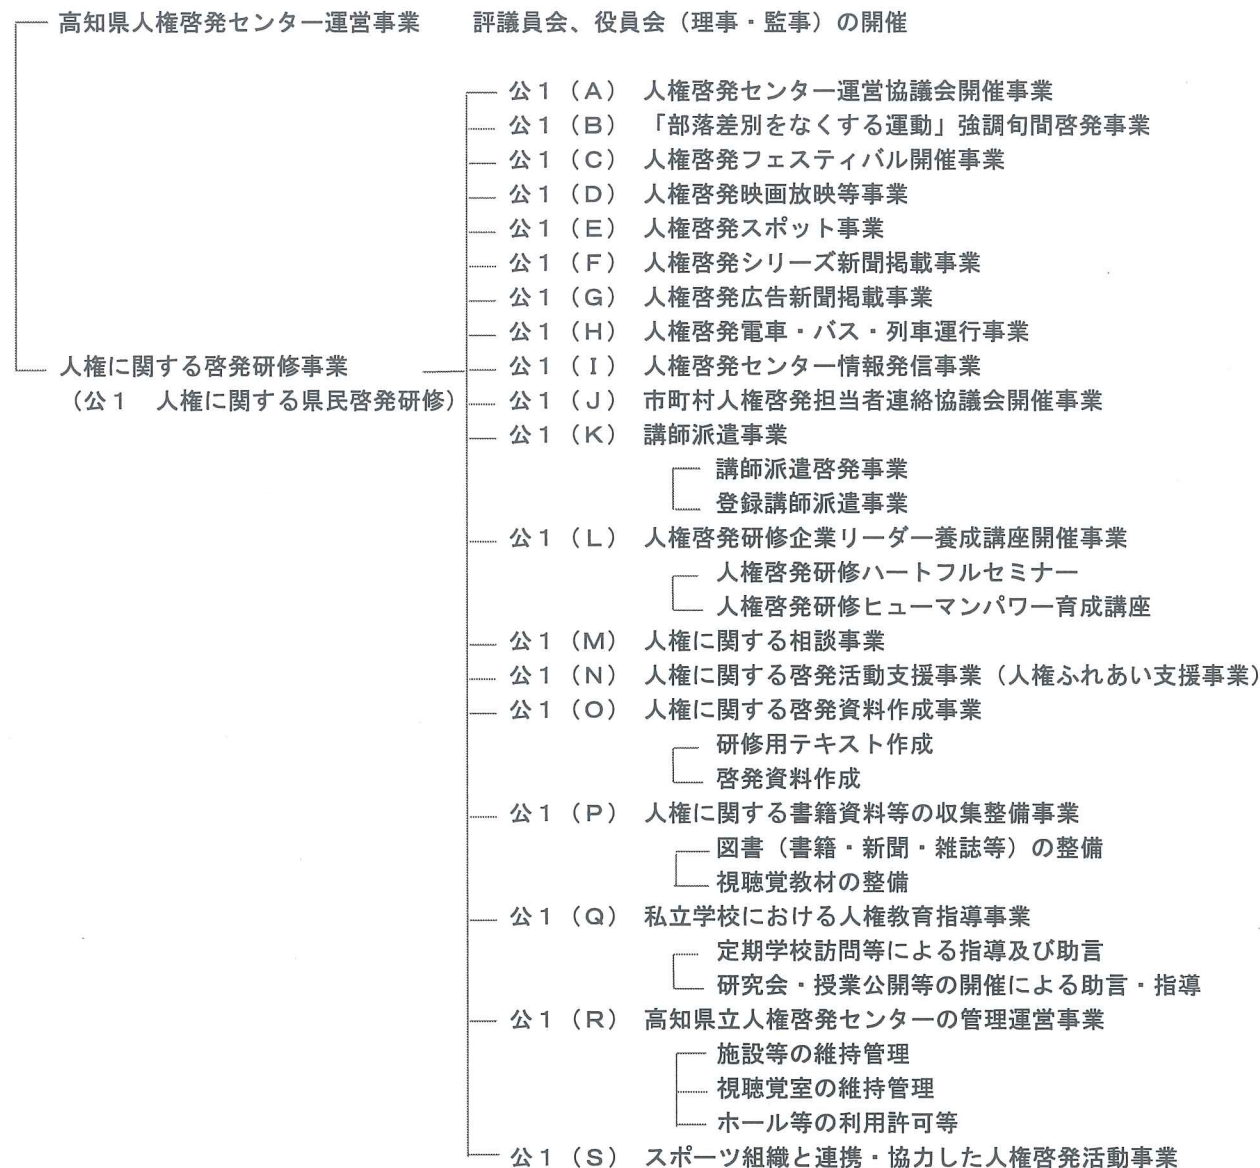 高知県人権啓発センター運営事業　評議員会、役員会（理事・監事）の開催
公１（A）　人権啓発センター運営協議会開催事業
公１（B）　「部落差別をなくする運動」強調旬間啓発事業
公１（C）　人権啓発フェスティバル開催事業
公１（D）　人権啓発映画放映等事業
公１（E）　人権啓発スポット事業
公１（F）　人権啓発シリーズ新聞掲載事業
公１（G）　人権啓発広告新聞掲載事業
公１（H）　人権啓発電車・バス・列車運行事業
人権に関する啓発研修事業　公１（I）　人権啓発センター情報発信事業
（公１　人権に関する県民啓発研修）　公１（J）　市町村人権啓発担当者連絡協議会開催事業
公１（K）　講師派遣事業
講師派遣啓発事業
登録講師派遣事業
公１（L）　人権啓発研修企業リーダー養成講座開催事業
人権啓発研修ハートフルセミナー
人権啓発研修ヒューマンパワー育成講座
公１（M）　人権に関する相談事業
公１（N）　人権に関する啓発活動支援事業（人権ふれあい支援事業）
公１（O）　人権に関する啓発資料作成事業
研修用テキスト作成
啓発資料作成
公１（P）　人権に関する書籍資料等の収集整備事業
図書（書籍・新聞・雑誌等）の整備
視聴覚教材の整備
公１（Q）　私立学校における人権教育指導事業
定期学校訪問等による指導及び助言
研究会・授業公開等の開催による助言・指導
公１（R）　高知県立人権啓発センターの管理運営事業
施設等の維持管理
視聴覚室の維持管理
ホール等の利用許可等
公１（S）　スポーツ組織と連携・協力した人権啓発活動事業